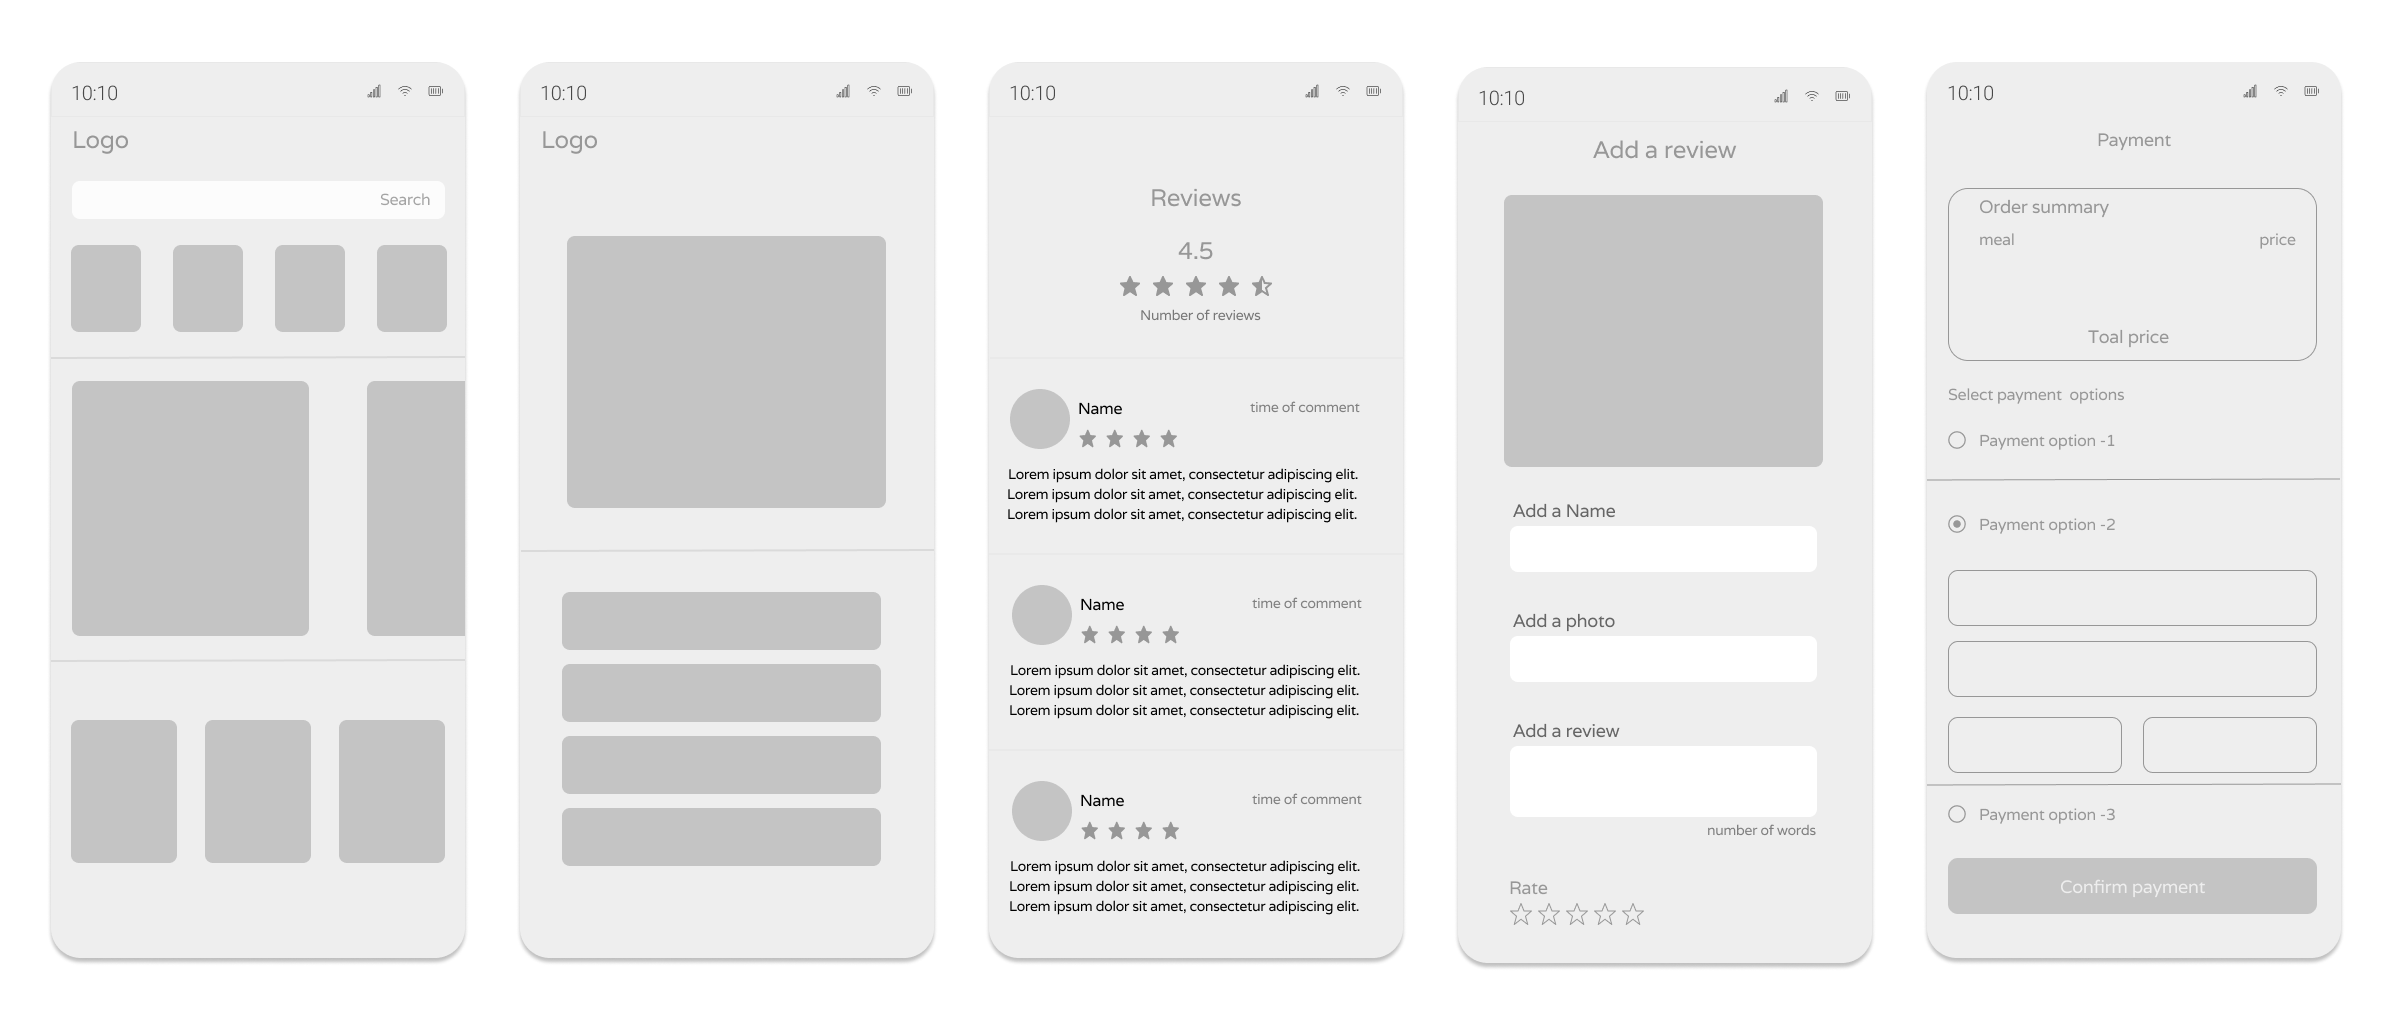 10:10
Logo
Search
10:10
Logo
10:10
Reviews
4.5
Number of reviews
Name
time of comment
Lorem ipsum dolor sit amet, consectetur adipiscing elit.
Lorem ipsum dolor sit amet, consectetur adipiscing elit.
Lorem ipsum dolor sit amet, consectetur adipiscing elit.
Name
time of comment
Lorem ipsum dolor sit amet, consectetur adipiscing elit.
Lorem ipsum dolor sit amet, consectetur adipiscing elit.
Lorem ipsum dolor sit amet, consectetur adipiscing elit.
Name
time of comment
Lorem ipsum dolor sit amet, consectetur adipiscing elit.
Lorem ipsum dolor sit amet, consectetur adipiscing elit.
Lorem ipsum dolor sit amet, consectetur adipiscing elit.
10:10
Add a review
Add a Name
Add a photo
Add a review
number of words
Rate
10:10
Payment
Order summary
meal price
Toal price
Select payment options
Payment option -1
Payment option -2
Payment option -3
Confirm payment